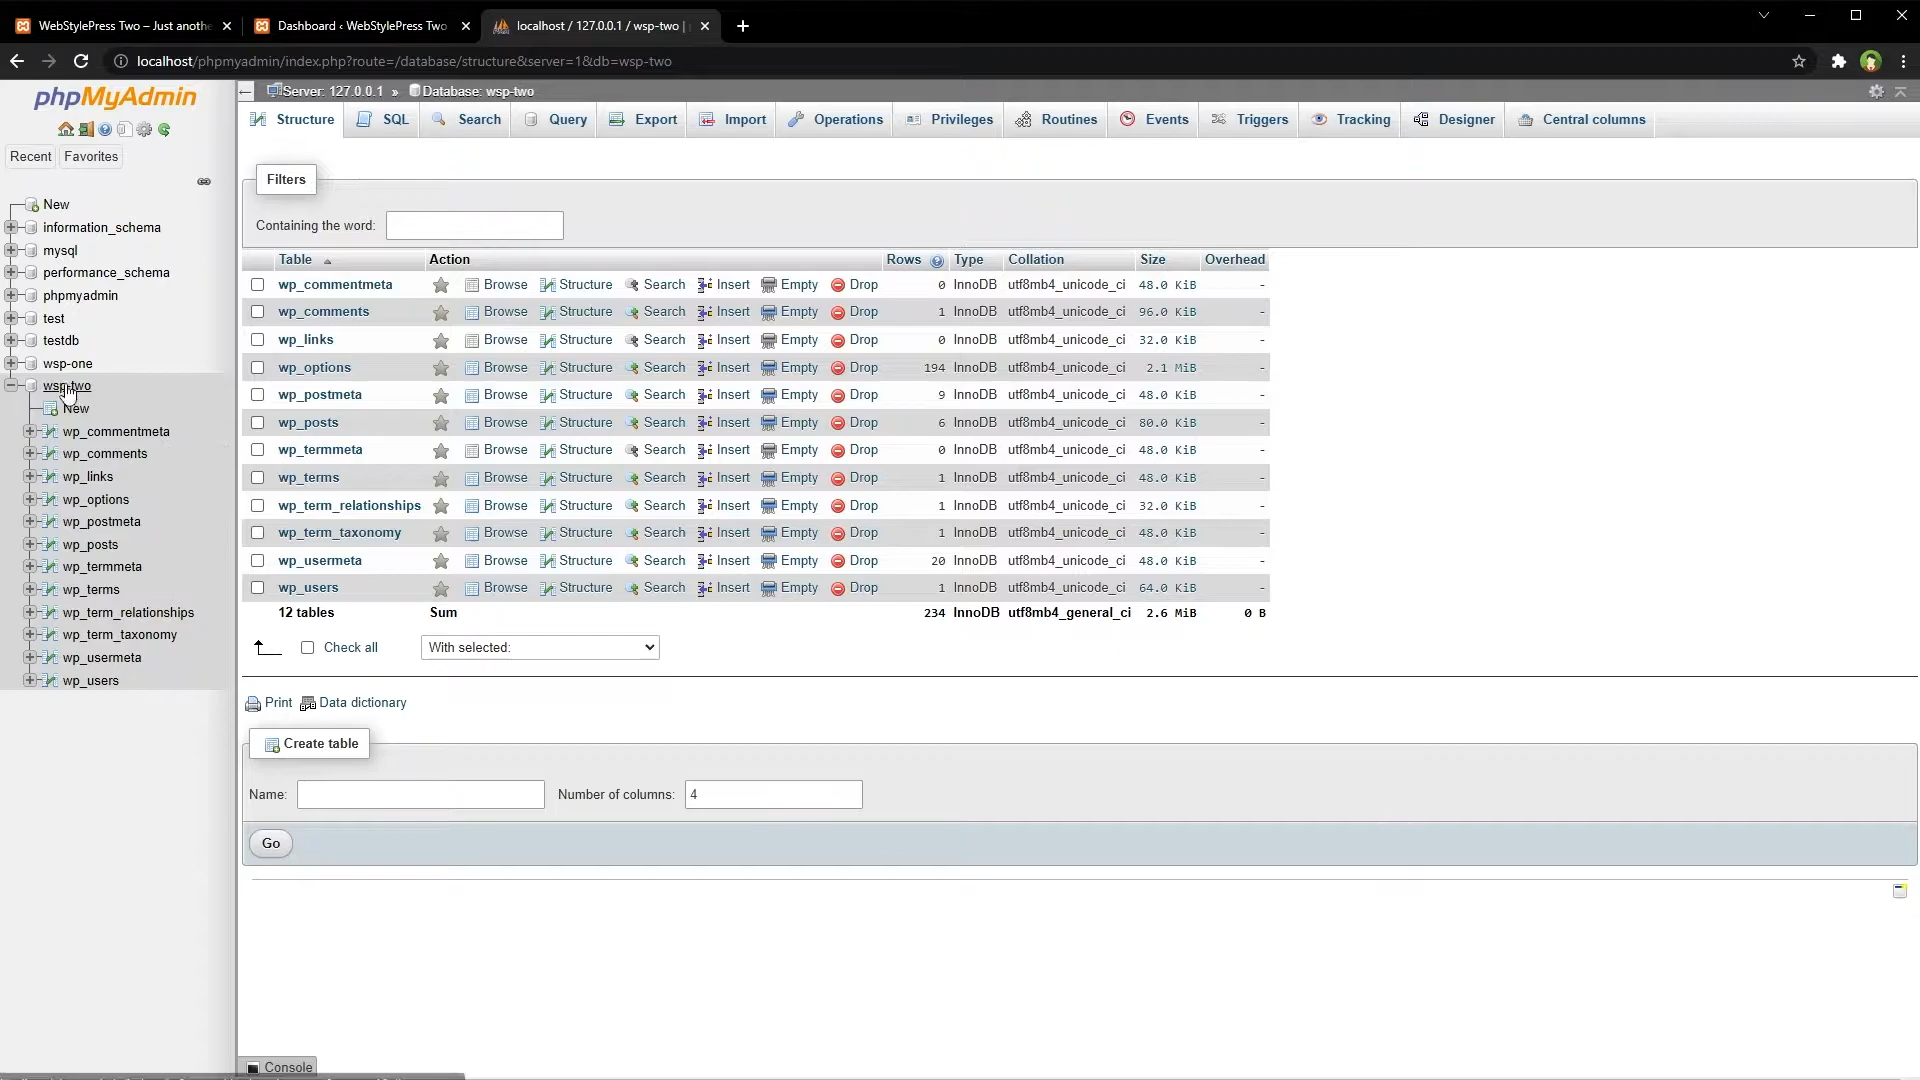 WebStylePress Two – Just anothe
Dashboard ‹ WebStylePress Two
localhost / 127.0.0.1 / wsp-two |
localhost/phpmyadmin/index.php?route=/database/structure&server=1&db=wsp-two
phpMyAdmin
Server: 127.0.0.1 » Database: wsp-two
Structure SQL Search Query Export Import Operations Privileges Routines Events Triggers Tracking Designer Central columns
Recent Favorites
New
information_schema
mysql
performance_schema
phpmyadmin
test
testdb
wsp-one
wsp-two
New
wp_commentmeta
wp_comments
wp_links
wp_options
wp_postmeta
wp_posts
wp_termmeta
wp_terms
wp_term_relationships
wp_term_taxonomy
wp_usermeta
wp_users
Filters
Containing the word:
Table Action Rows Type Collation Size Overhead
wp_commentmeta Browse Structure Search Insert Empty Drop 0 InnoDB utf8mb4_unicode_ci 48.0 KiB -
wp_comments Browse Structure Search Insert Empty Drop 1 InnoDB utf8mb4_unicode_ci 96.0 KiB -
wp_links Browse Structure Search Insert Empty Drop 0 InnoDB utf8mb4_unicode_ci 32.0 KiB -
wp_options Browse Structure Search Insert Empty Drop 194 InnoDB utf8mb4_unicode_ci 2.1 MiB -
wp_postmeta Browse Structure Search Insert Empty Drop 9 InnoDB utf8mb4_unicode_ci 48.0 KiB -
wp_posts Browse Structure Search Insert Empty Drop 6 InnoDB utf8mb4_unicode_ci 80.0 KiB -
wp_termmeta Browse Structure Search Insert Empty Drop 0 InnoDB utf8mb4_unicode_ci 48.0 KiB -
wp_terms Browse Structure Search Insert Empty Drop 1 InnoDB utf8mb4_unicode_ci 48.0 KiB -
wp_term_relationships Browse Structure Search Insert Empty Drop 1 InnoDB utf8mb4_unicode_ci 32.0 KiB -
wp_term_taxonomy Browse Structure Search Insert Empty Drop 1 InnoDB utf8mb4_unicode_ci 48.0 KiB -
wp_usermeta Browse Structure Search Insert Empty Drop 20 InnoDB utf8mb4_unicode_ci 48.0 KiB -
wp_users Browse Structure Search Insert Empty Drop 1 InnoDB utf8mb4_unicode_ci 64.0 KiB -
12 tables Sum 234 InnoDB utf8mb4_general_ci 2.6 MiB 0 B
Check all With selected:
Print Data dictionary
Create table
Name: Number of columns: 4
Go
Console